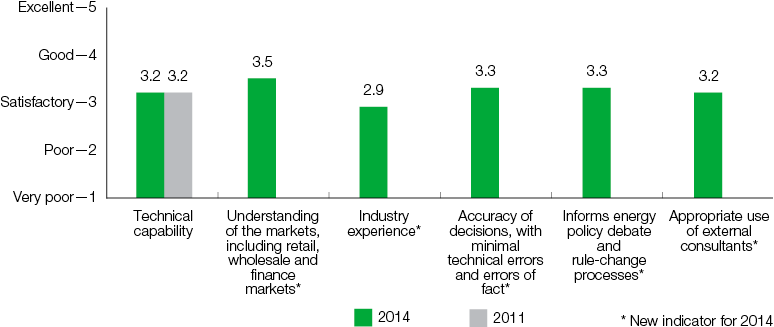 Excellent—5
Good—4
Satisfactory—3
Poor—2
Very poor—1
3.2
3.2
3.5
2.9
3.3
3.3
3.2
Technical
capability
Understanding
of the markets,
including retail,
wholesale and
finance
markets*
Industry
experience*
Accuracy of
decisions, with
minimal
technical errors
and errors of
fact*
Informs energy
policy debate
and
rule-change
processes*
Appropriate use
of external
consultants*
2014
2011
* New indicator for 2014